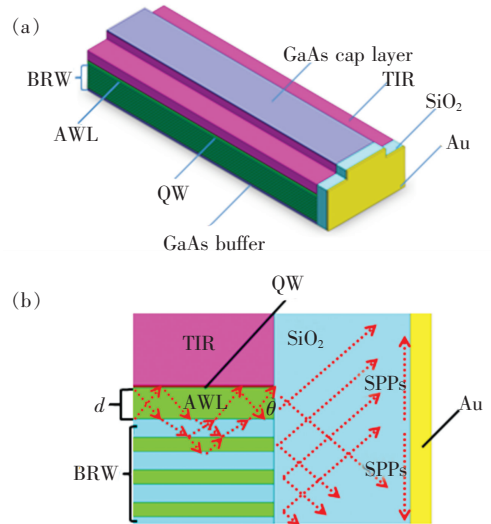 (a)
GaAs cap layer
TIR
BRW
SiO₂
AWL
Au
QW
GaAs buffer
(b)
QW
TIR
SiO₂
d
AWL
θ
SPPs
Au
BRW
SPPs